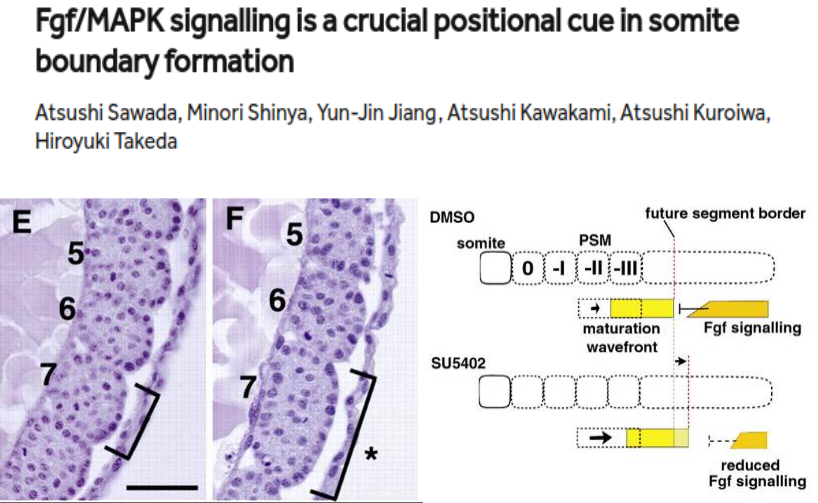 Fgf/MAPK signalling is a crucial positional cue in somite
boundary formation
Atsushi Sawada, Minori Shinya, Yun-Jin Jiang, Atsushi Kawakami, Atsushi Kuroiwa,
Hiroyuki Takeda
E
5
6
7
F
5
6
7
*
DMSO
future segment border
somite
PSM
0 -I -II -III
maturation
wavefront
Fgf signalling
SU5402
reduced
Fgf signalling